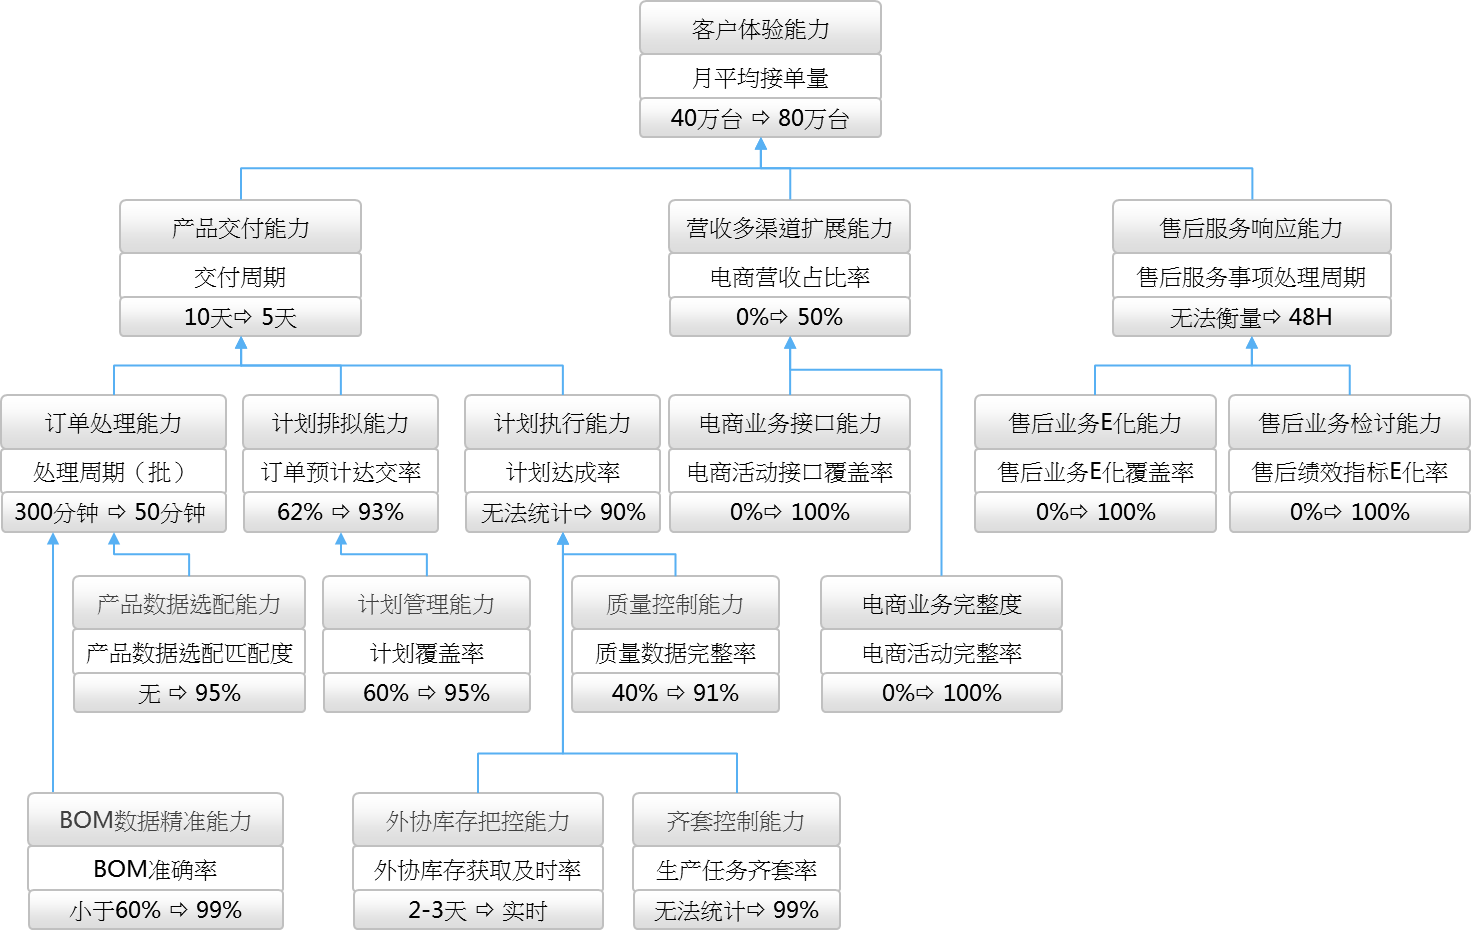 客户体验能力
月平均接单量
40万台 ⇨ 80万台
产品交付能力
交付周期
10天⇨ 5天
营收多渠道扩展能力
电商营收占比率
0%⇨ 50%
售后服务响应能力
售后服务事项处理周期
无法衡量⇨ 48H
订单处理能力
处理周期（批）
300分钟 ⇨ 50分钟
计划排拟能力
订单预计达交率
62% ⇨ 93%
计划执行能力
计划达成率
无法统计⇨ 90%
电商业务接口能力
电商活动接口覆盖率
0%⇨ 100%
售后业务E化能力
售后业务E化覆盖率
0%⇨ 100%
售后业务检讨能力
售后绩效指标E化率
0%⇨ 100%
产品数据选配能力
产品数据选配匹配度
无 ⇨ 95%
计划管理能力
计划覆盖率
60% ⇨ 95%
质量控制能力
质量数据完整率
40% ⇨ 91%
电商业务完整度
电商活动完整率
0%⇨ 100%
BOM数据精准能力
BOM准确率
小于60% ⇨ 99%
外协库存把控能力
外协库存获取及时率
2-3天 ⇨ 实时
齐套控制能力
生产任务齐套率
无法统计⇨ 99%